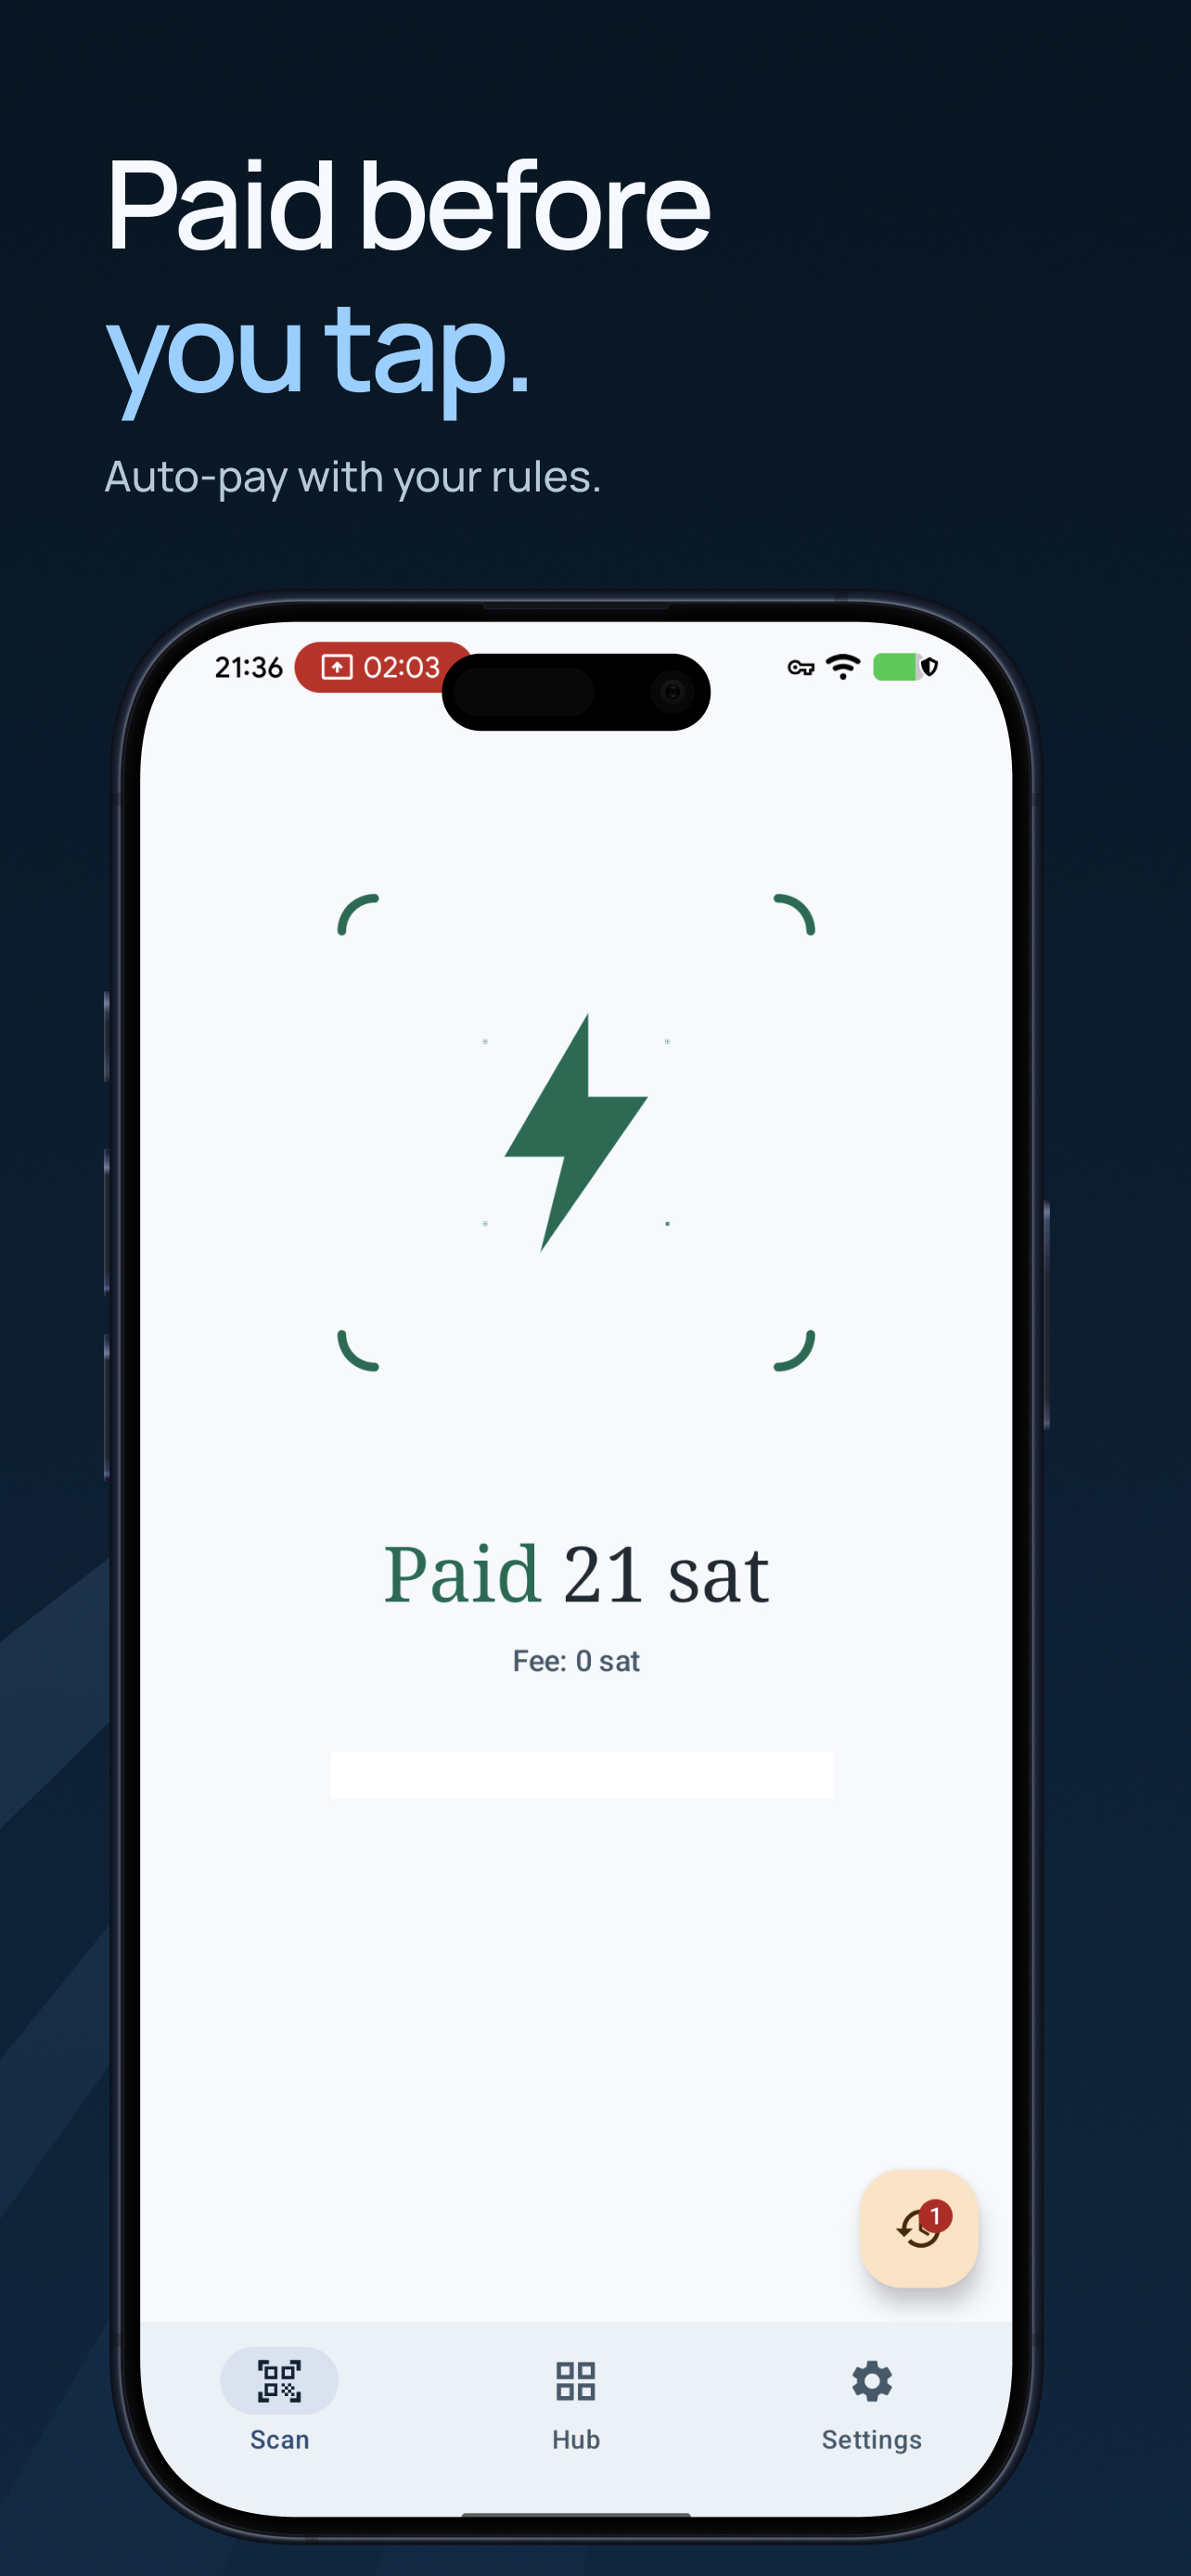 Paid before
you tap.
Auto-pay with your rules.
21:36 02:03
Paid 21 sat
Fee: 0 sat
1
Scan Hub Settings